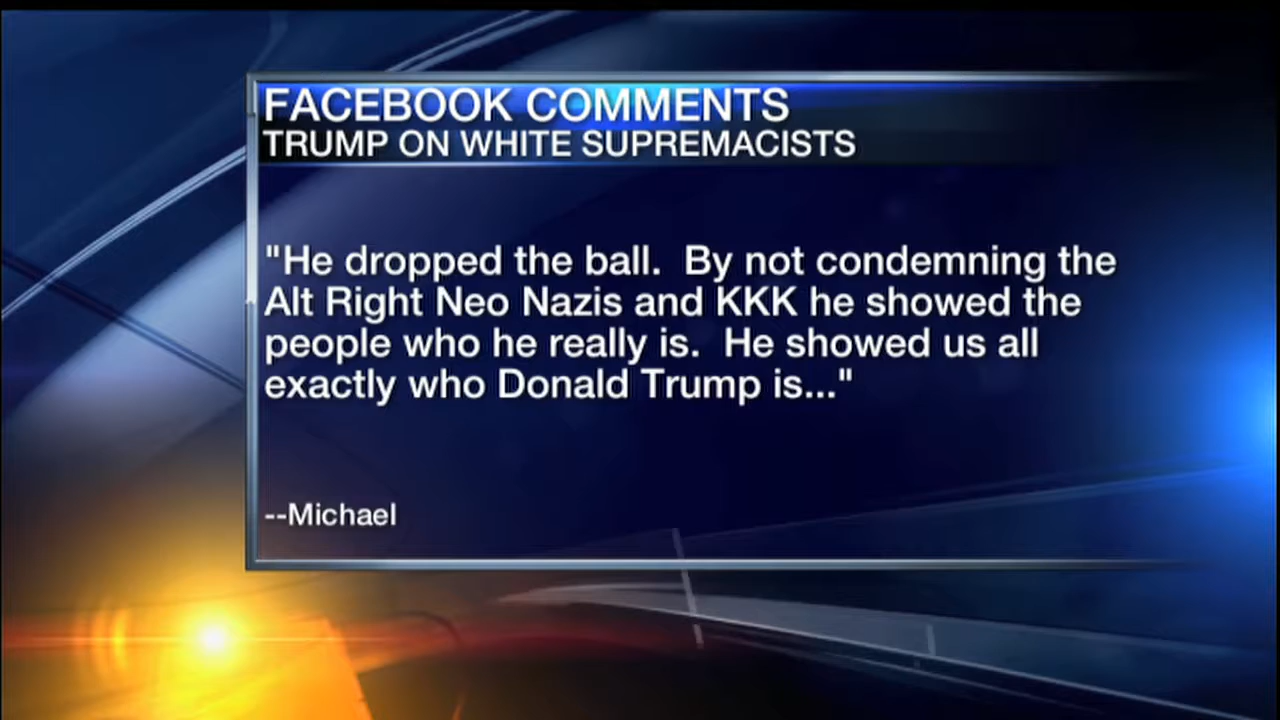 FACEBOOK COMMENTS
TRUMP ON WHITE SUPREMACISTS
"He dropped the ball.  By not condemning the
Alt Right Neo Nazis and KKK he showed the
people who he really is.  He showed us all
exactly who Donald Trump is..."
--Michael